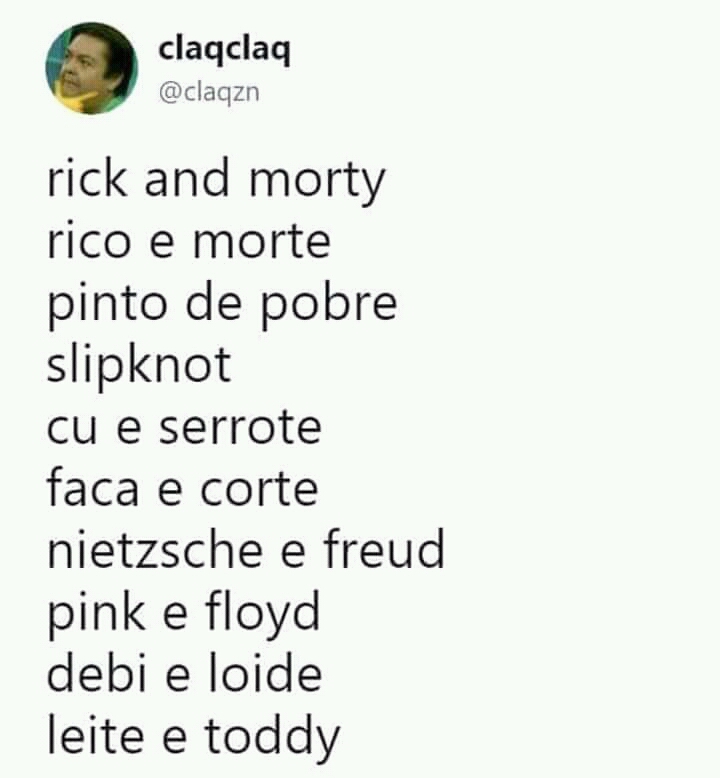 claqclaq
@claqzn
rick and morty
rico e morte
pinto de pobre
slipknot
cu e serrote
faca e corte
nietzsche e freud
pink e floyd
debi e loide
leite e toddy